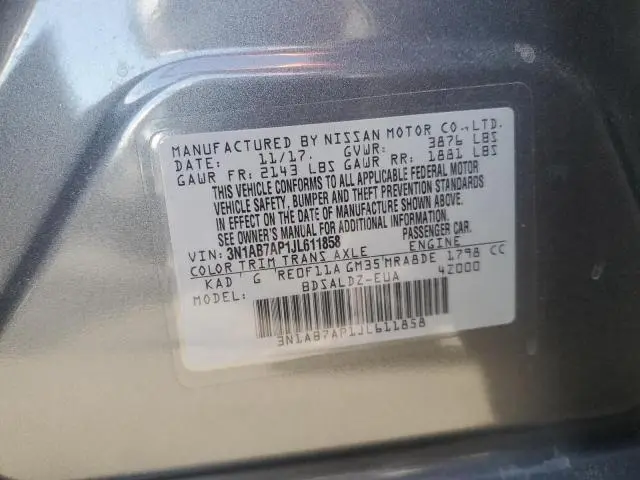 MANUFACTURED BY NISSAN MOTOR CO., LTD.
DATE: 11/17. GVWR: 3876 LBS
GAWR FR: 2143 LBS GAWR RR: 1881 LBS
THIS VEHICLE CONFORMS TO ALL APPLICABLE FEDERAL MOTOR
VEHICLE SAFETY, BUMPER AND THEFT PREVENTION STANDARDS
IN EFFECT ON THE DATE OF MANUFACTURE SHOWN ABOVE.
SEE OWNER'S MANUAL FOR ADDITIONAL INFORMATION.
VIN: 3N1AB7AP1JL611858 PASSENGER CAR.
COLOR TRIM TRANS AXLE ENGINE
KAD G RE0F11A GM35 MRA8DE 1798 CC
MODEL: BDSALDZ-EUA 42000
3N1AB7AP1JL611858